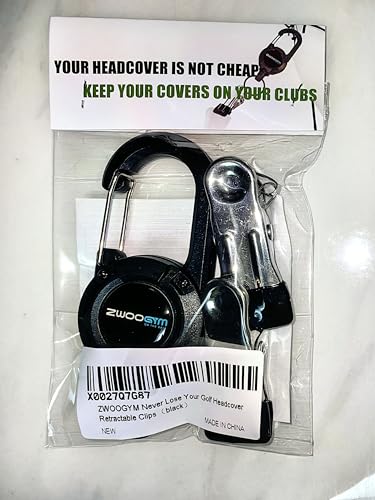 YOUR HEADCOVER IS NOT CHEAP
KEEP YOUR COVERS ON YOUR CLUBS
ZWOOGYM
X0027Q7G87
ZWOOGYM Never Lose Your Golf Headcover
Retractable Clips （black）
NEW
MADE IN CHINA